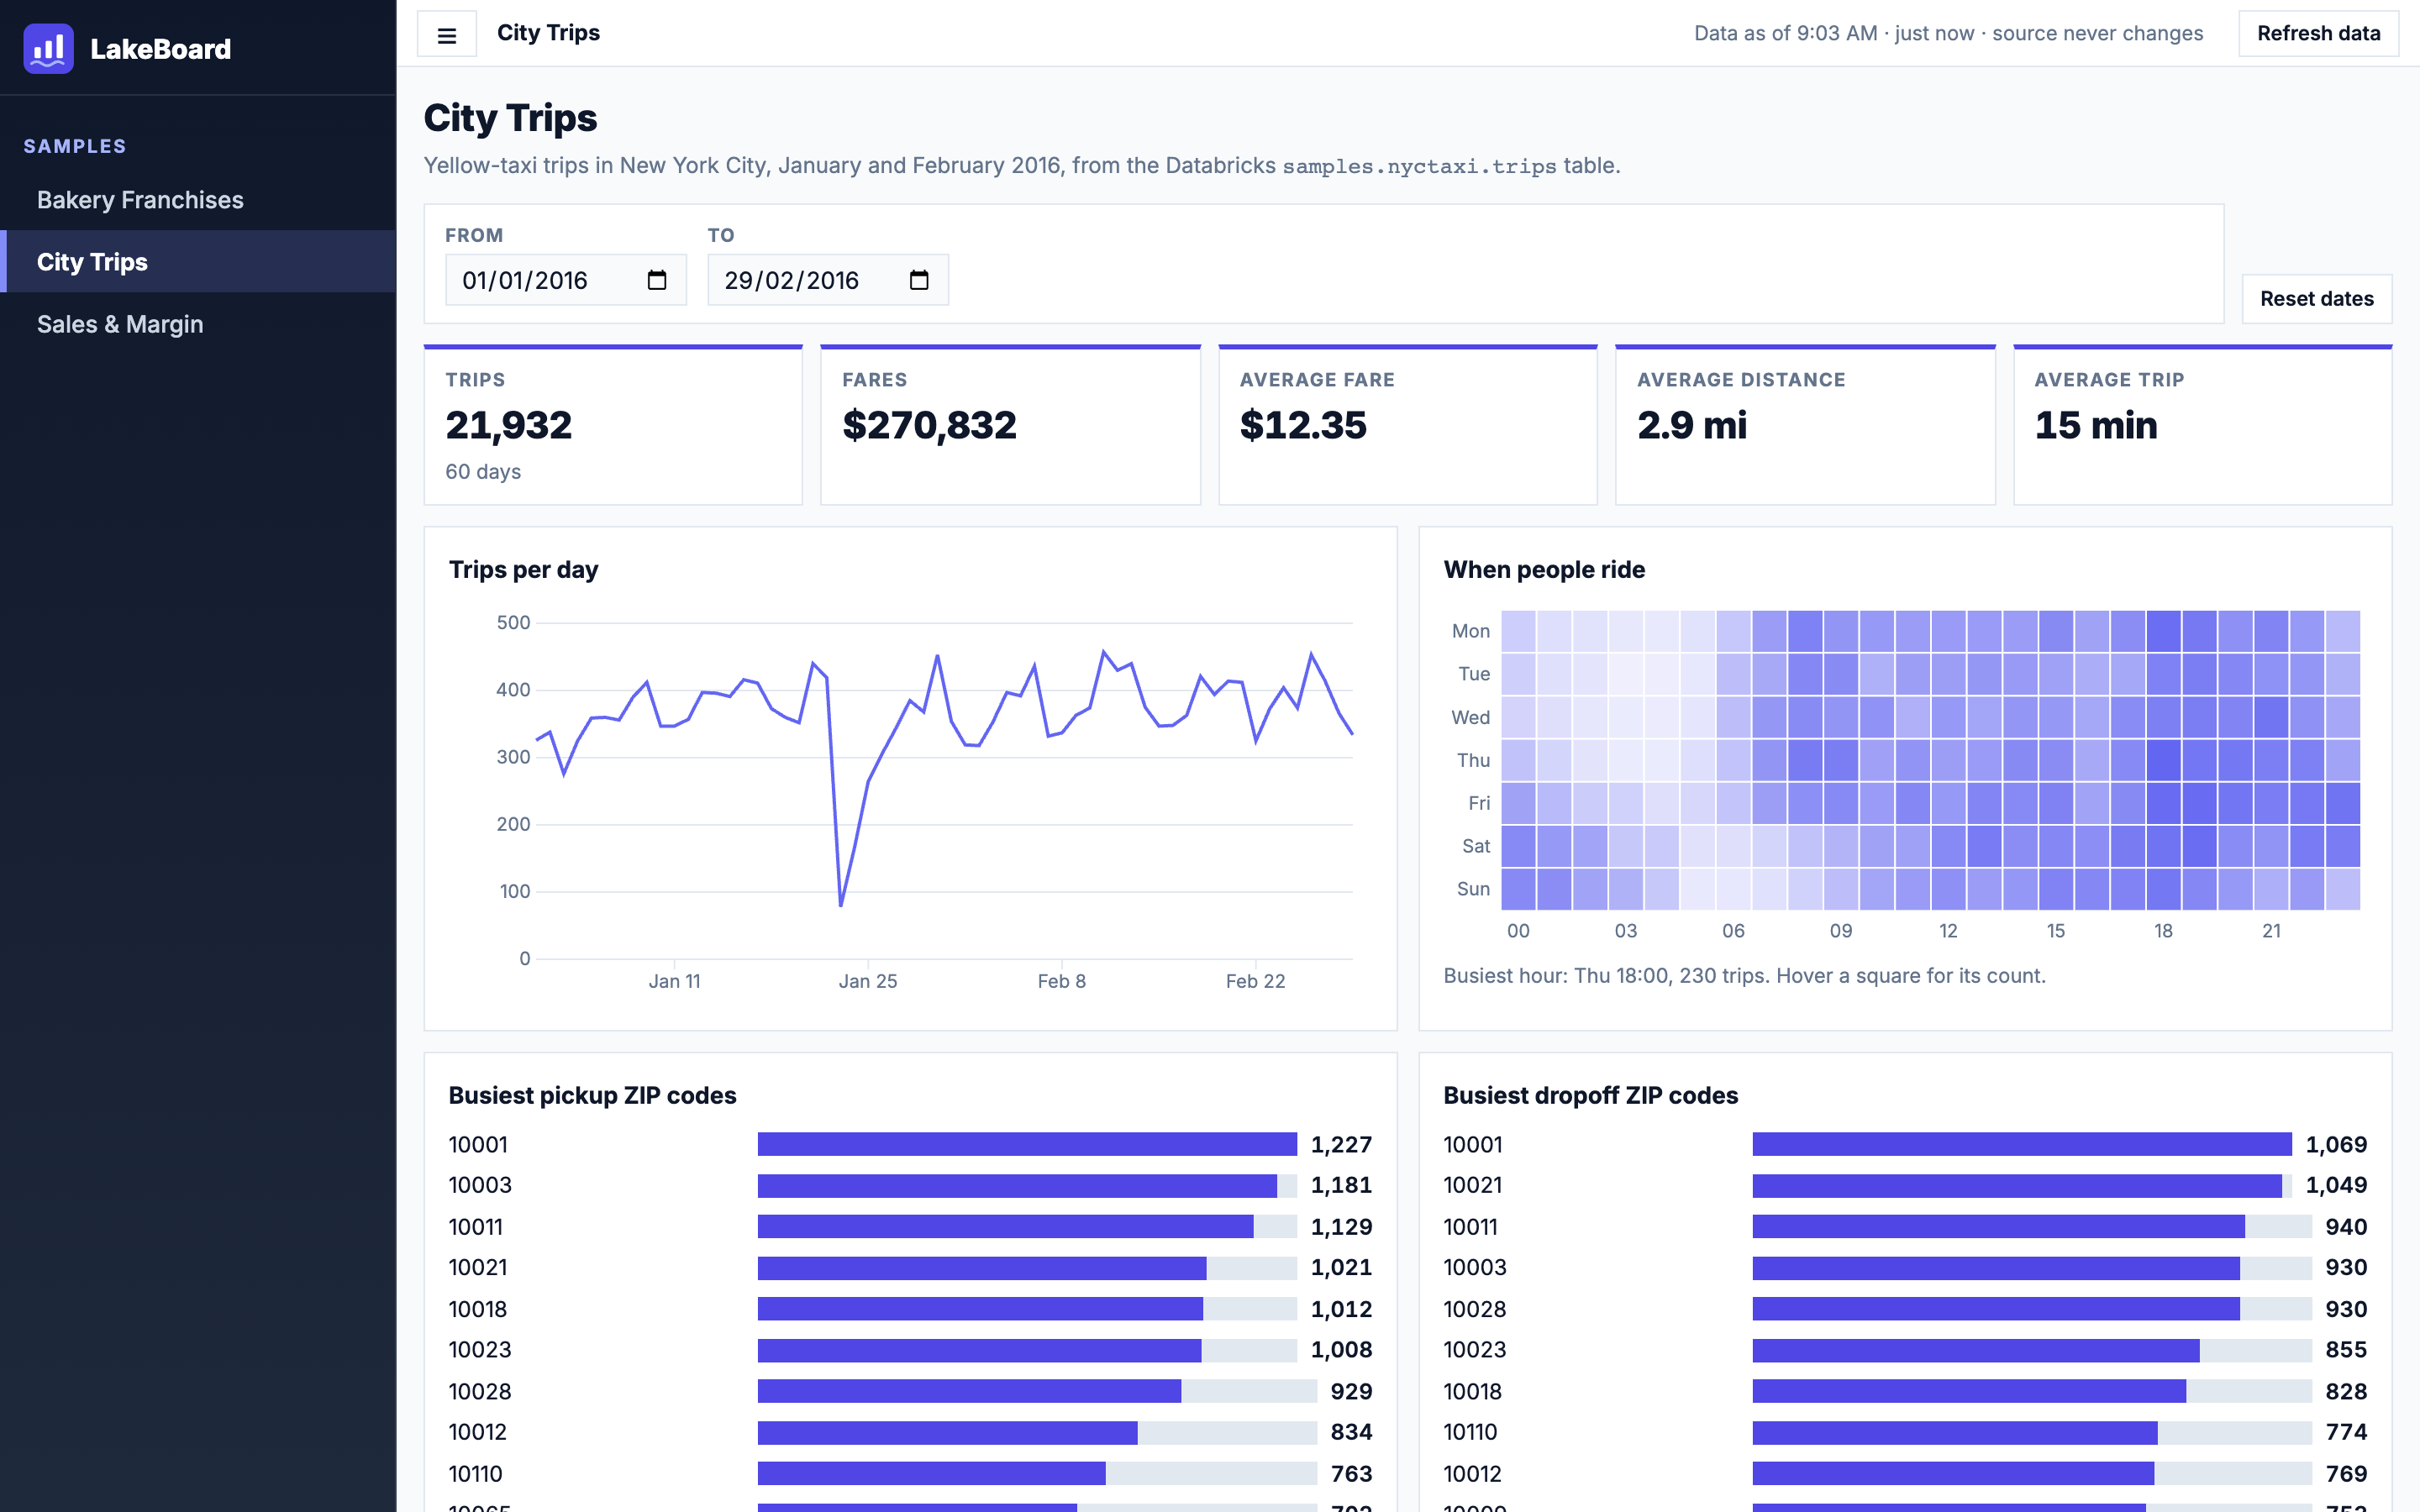 LakeBoard
SAMPLES
Bakery Franchises
City Trips
Sales & Margin
City Trips
Data as of 9:03 AM · just now · source never changes
Refresh data
City Trips
Yellow-taxi trips in New York City, January and February 2016, from the Databricks samples.nyctaxi.trips table.
FROM
TO
01/01/2016
29/02/2016
Reset dates
TRIPS
21,932
60 days
FARES
$270,832
AVERAGE FARE
$12.35
AVERAGE DISTANCE
2.9 mi
AVERAGE TRIP
15 min
Trips per day
500
400
300
200
100
0
Jan 11
Jan 25
Feb 8
Feb 22
When people ride
Mon
Tue
Wed
Thu
Fri
Sat
Sun
00 03 06 09 12 15 18 21
Busiest hour: Thu 18:00, 230 trips. Hover a square for its count.
Busiest pickup ZIP codes
10001 1,227
10003 1,181
10011 1,129
10021 1,021
10018 1,012
10023 1,008
10028 929
10012 834
10110 763
Busiest dropoff ZIP codes
10001 1,069
10021 1,049
10011 940
10003 930
10028 930
10023 855
10018 828
10110 774
10012 769